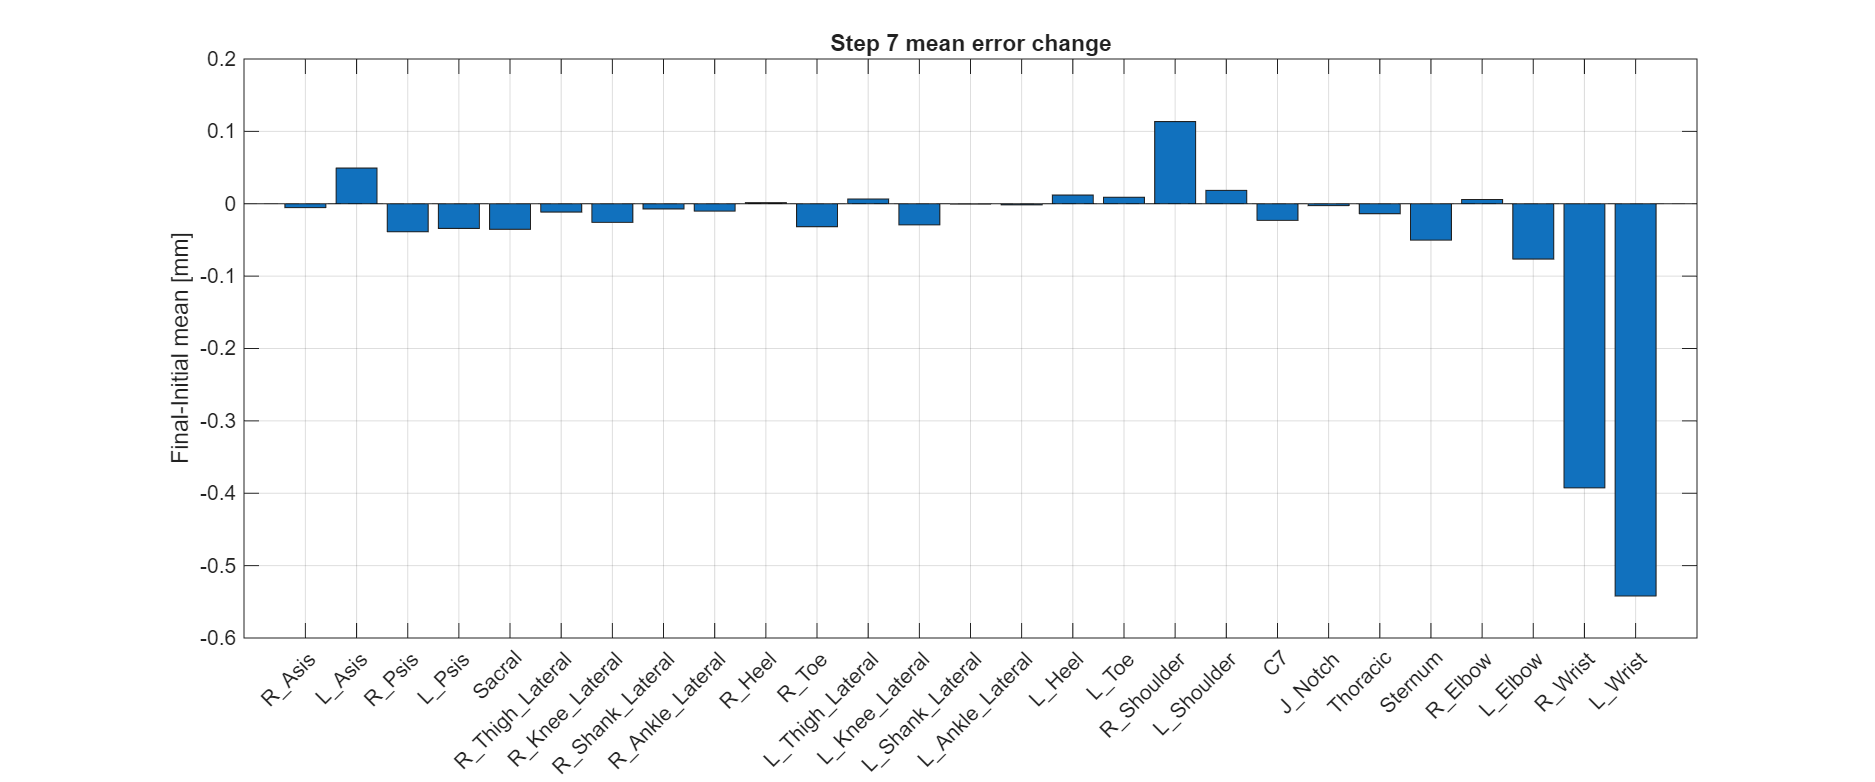 Step 7 mean error change
Final-Initial mean [mm]
0.2
0.1
0
-0.1
-0.2
-0.3
-0.4
-0.5
-0.6
R_Asis
L_Asis
R_Psis
L_Psis
Sacral
R_Thigh_Lateral
R_Knee_Lateral
R_Shank_Lateral
R_Ankle_Lateral
R_Heel
R_Toe
L_Thigh_Lateral
L_Knee_Lateral
L_Shank_Lateral
L_Ankle_Lateral
L_Heel
L_Toe
R_Shoulder
L_Shoulder
C7
J_Notch
Thoracic
Sternum
R_Elbow
L_Elbow
R_Wrist
L_Wrist